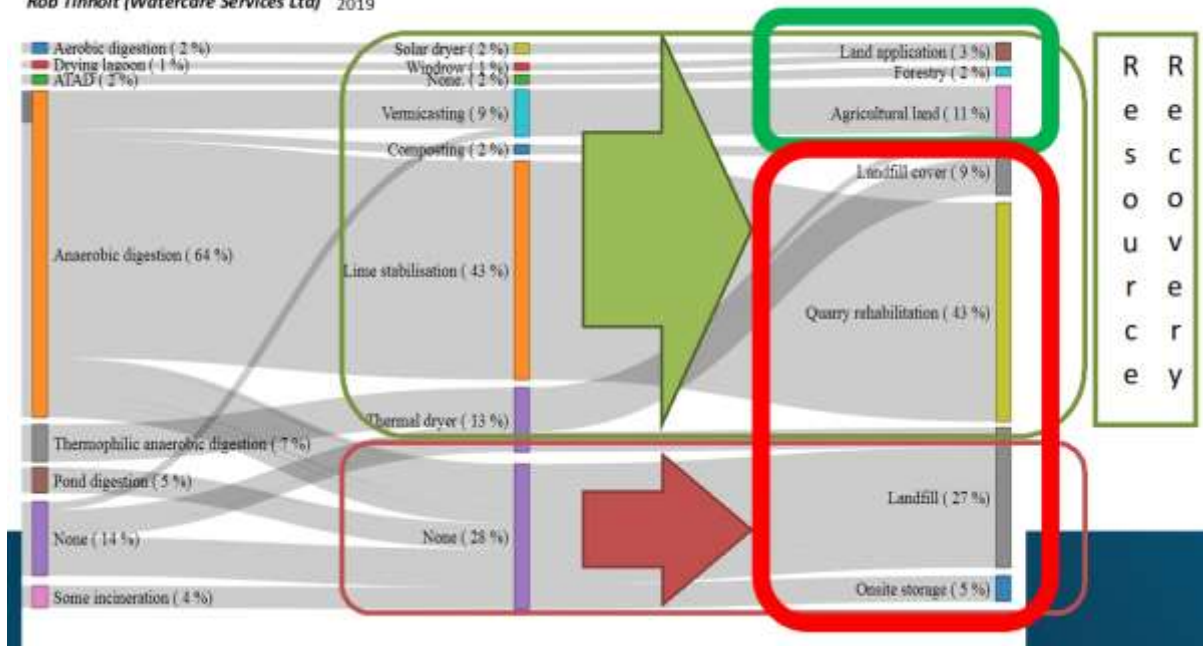 Rob Tinholt (Watercare Services Ltd) 2019
Aerobic digestion ( 2 %)
Drying lagoon ( 1 %)
ATAD ( 2 %)
Anaerobic digestion ( 64 %)
Thermophilic anaerobic digestion ( 7 %)
Pond digestion ( 5 %)
None ( 14 %)
Some incineration ( 4 %)
Solar dryer ( 2 %)
Windrow ( 1 %)
None. ( 2 %)
Vermicasting ( 9 %)
Composting ( 2 %)
Lime stabilisation ( 43 %)
Thermal dryer ( 13 %)
None ( 28 %)
Land application ( 3 %)
Forestry ( 2 %)
Agricultural land ( 11 %)
Landfill cover ( 9 %)
Quarry rehabilitation ( 43 %)
Landfill ( 27 %)
Onsite storage ( 5 %)
Ressource
Recovery